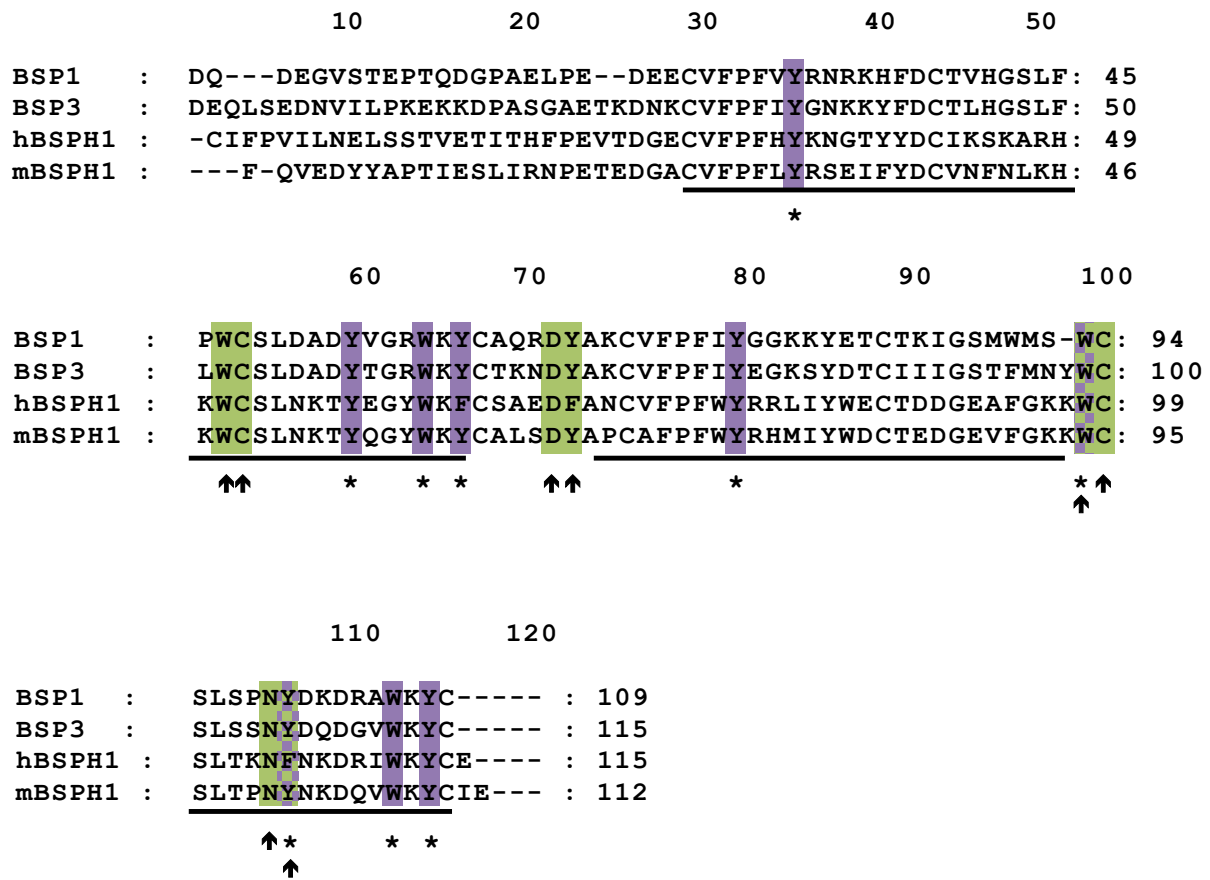 10 20 30 40 50
BSP1 : DQ---DEGVSTEPTQDGPAELPE--DEECVFPFVYRNRKHFDCTVHGSLF: 45
BSP3 : DEQLSEDNVILPKEKKDPASGAETKDNKCVFPFIYGNKKYFDCTLHGSLF: 50
hBSPH1 : -CIFPVILNELSSTVETITHFPEVTDGECVFPFHYKNGTYYDCIKSKARH: 49
mBSPH1 : ---F-QVEDYYAPTIESLIRNPETEDGACVFPFLYRSEIFYDCVNFNLKH: 46
*
60 70 80 90 100
BSP1 : PWCSLDADYVGRWKYCAQRDYAKCVFPFIYGGKKYETCTKIGSMWMS-WC: 94
BSP3 : LWCSLDADYTGRWKYCTKNDYAKCVFPFIYEGKSYDTCIIIGSTFMNYWC: 100
hBSPH1 : KWCSLNKTYEGYWKFCSAEDFANCVFPFWYRRLIYWECTDDGEAFGKKWC: 99
mBSPH1 : KWCSLNKTYQGYWKYCALSDYAPCAFPFWYRHMIYWDCTEDGEVFGKKWC: 95
↑↑ * * * ↑↑ * * ↑
↑
110 120
BSP1 : SLSPNYDKDRAWKYC----- : 109
BSP3 : SLSSNYDQDGVWKYC----- : 115
hBSPH1 : SLTKNFNKDRIWKYCE---- : 115
mBSPH1 : SLTPNYNKDQVWKYCIE--- : 112
↑ * * *
↑